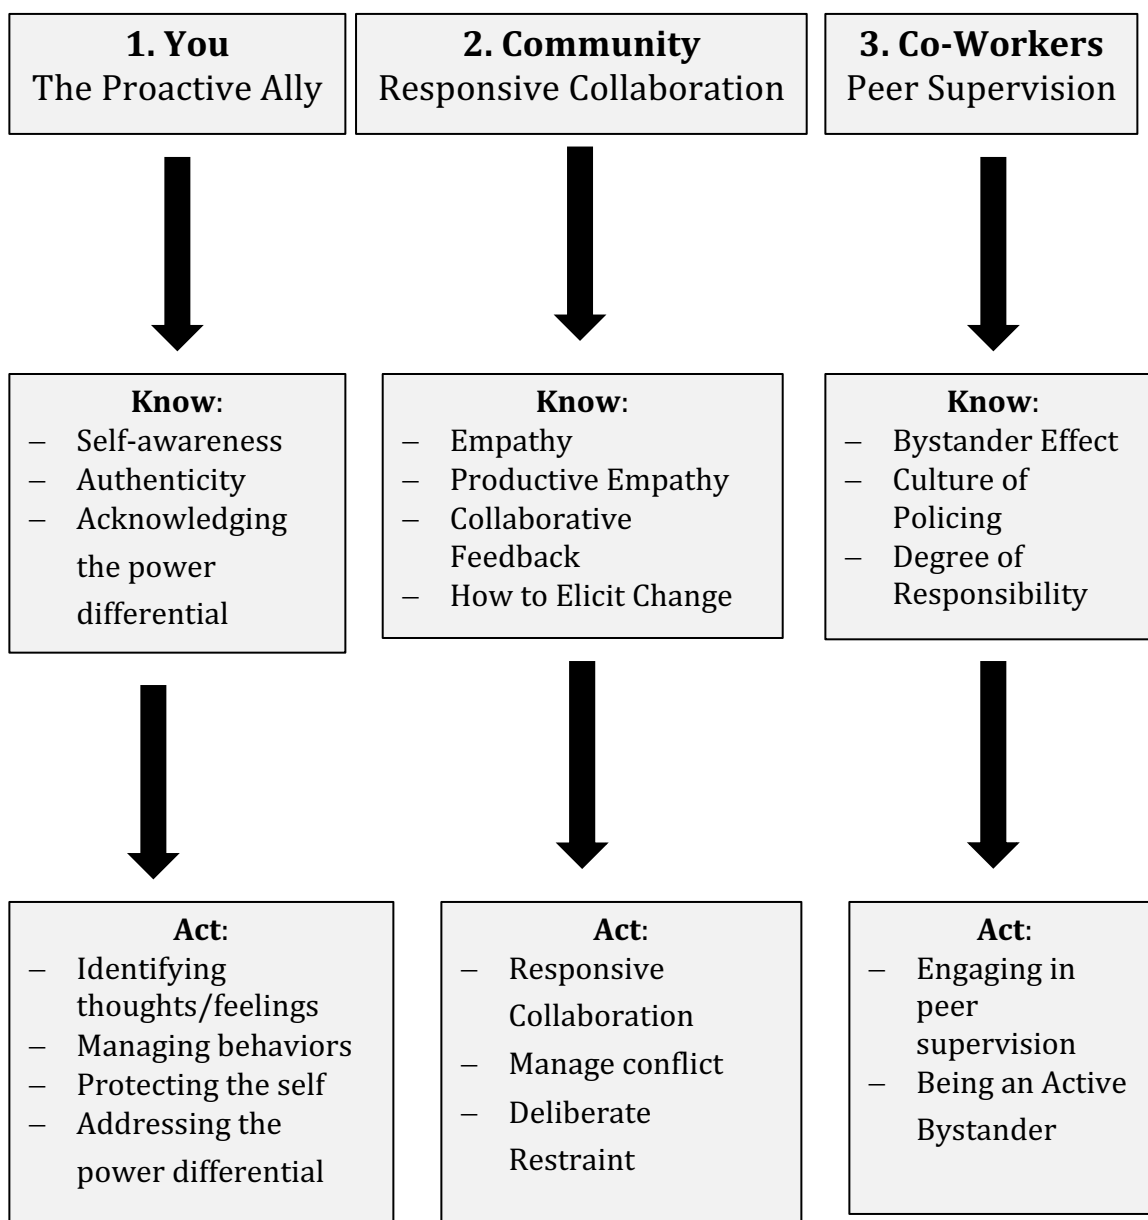 1. You
The Proactive Ally
2. Community
Responsive Collaboration
3. Co-Workers
Peer Supervision
Know:
– Self-awareness
– Authenticity
– Acknowledging
the power
differential
Know:
– Empathy
– Productive Empathy
– Collaborative
Feedback
– How to Elicit Change
Know:
– Bystander Effect
– Culture of
Policing
– Degree of
Responsibility
Act:
– Identifying
thoughts/feelings
– Managing behaviors
– Protecting the self
– Addressing the
power differential
Act:
– Responsive
Collaboration
– Manage conflict
– Deliberate
Restraint
Act:
– Engaging in
peer
supervision
– Being an Active
Bystander